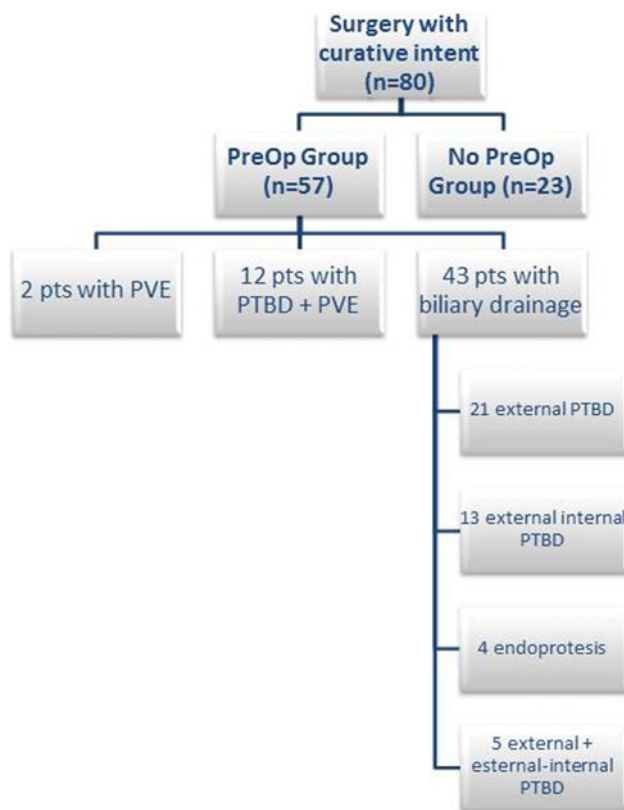 Surgery with
curative intent
(n=80)
PreOp Group
(n=57)
No PreOp
Group (n=23)
2 pts with PVE
12 pts with
PTBD + PVE
43 pts with
biliary drainage
21 external PTBD
13 external internal
PTBD
4 endoprotesis
5 external +
esternal-internal
PTBD